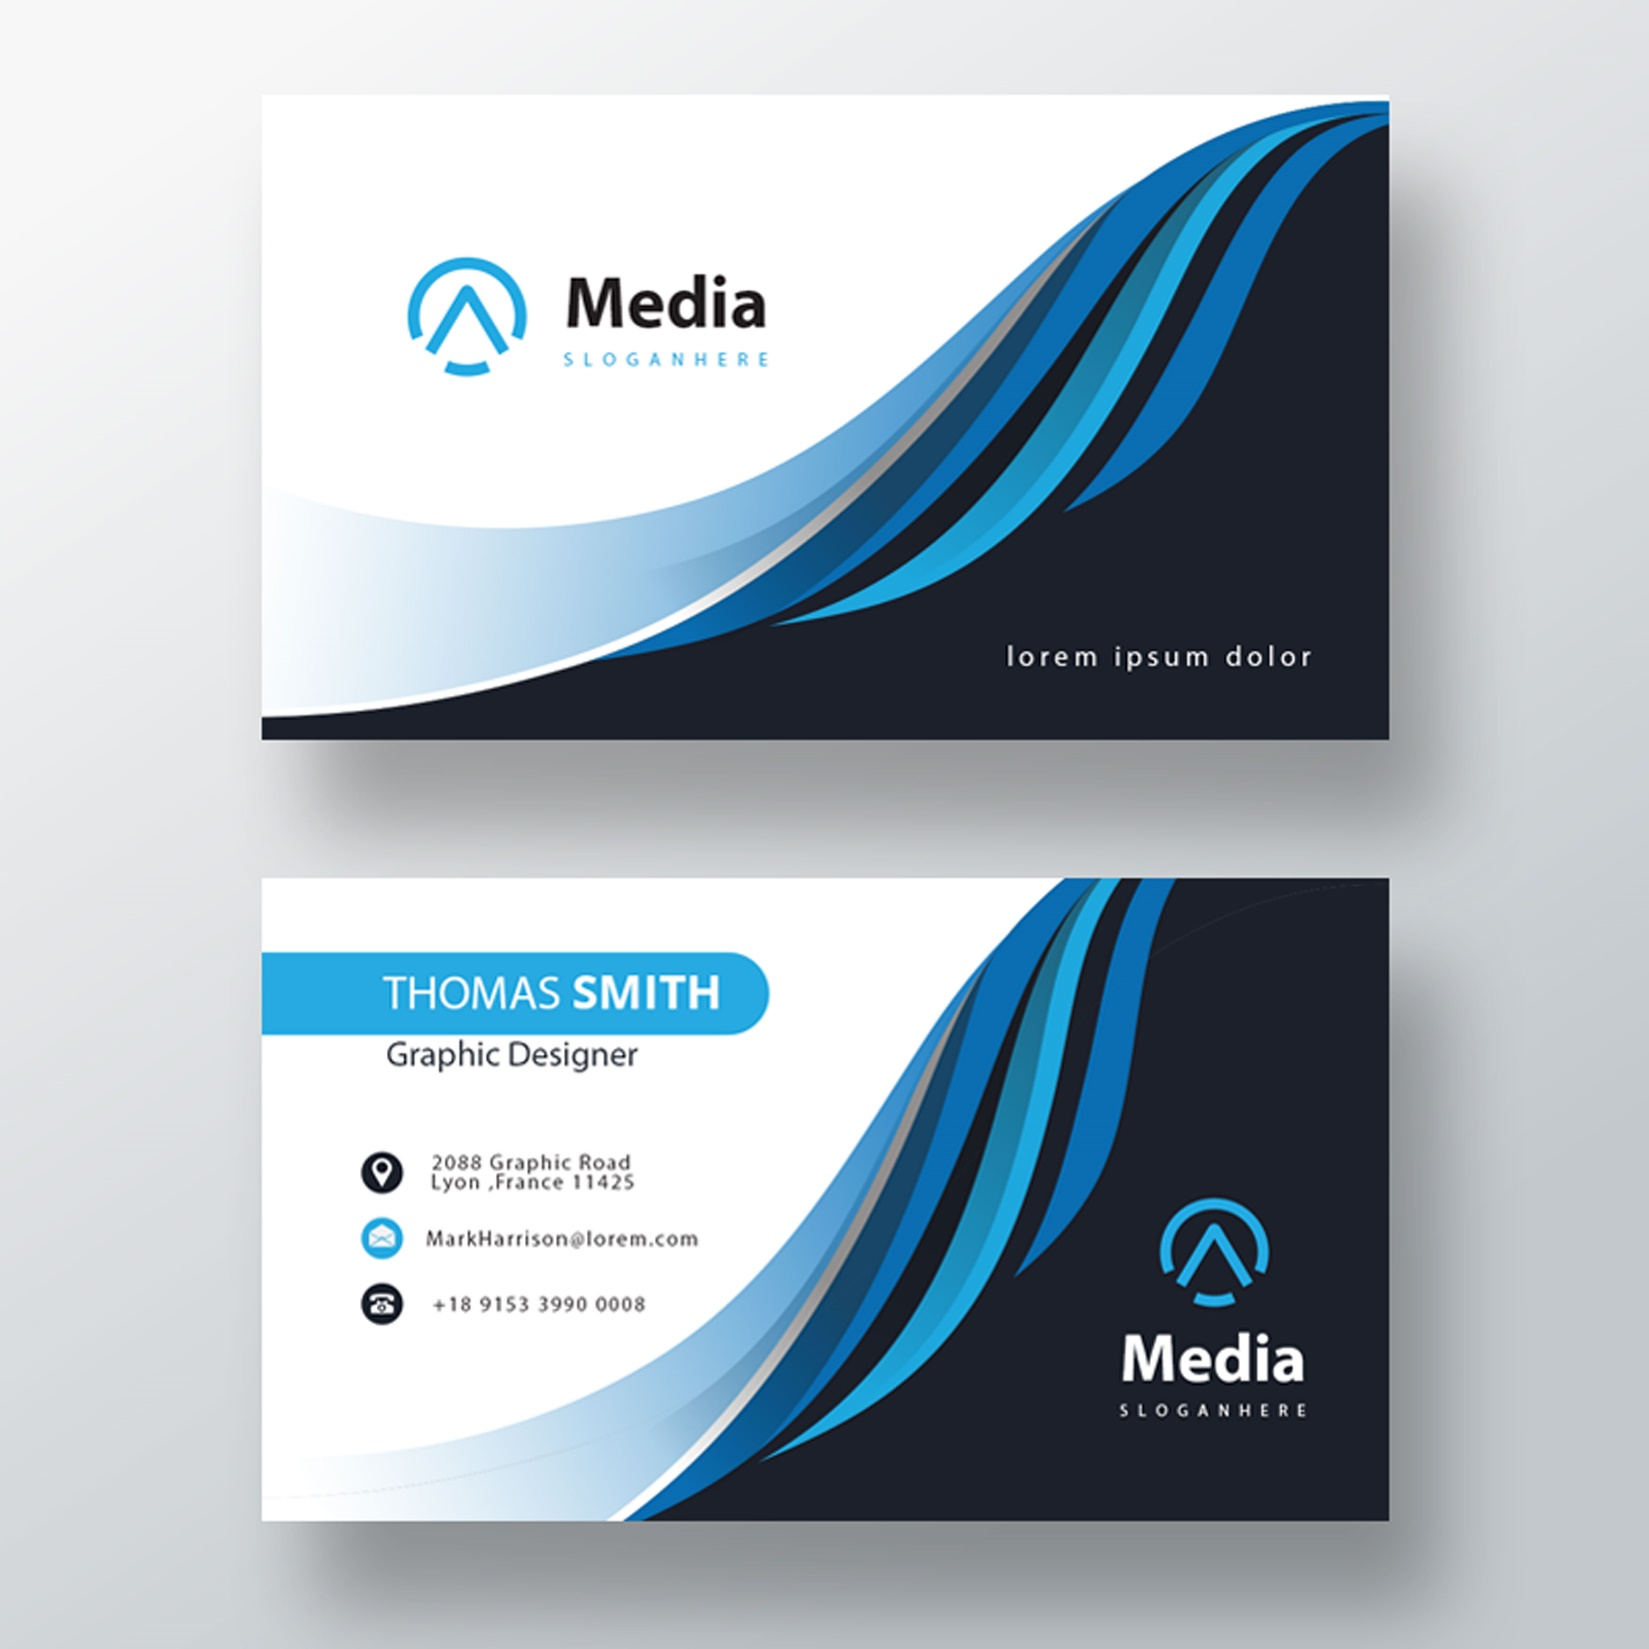 Media
SLOGANHERE
lorem ipsum dolor
THOMAS SMITH
Graphic Designer
2088 Graphic Road
Lyon ,France 11425
MarkHarrison@lorem.com
+18 9153 3990 0008
Media
SLOGANHERE